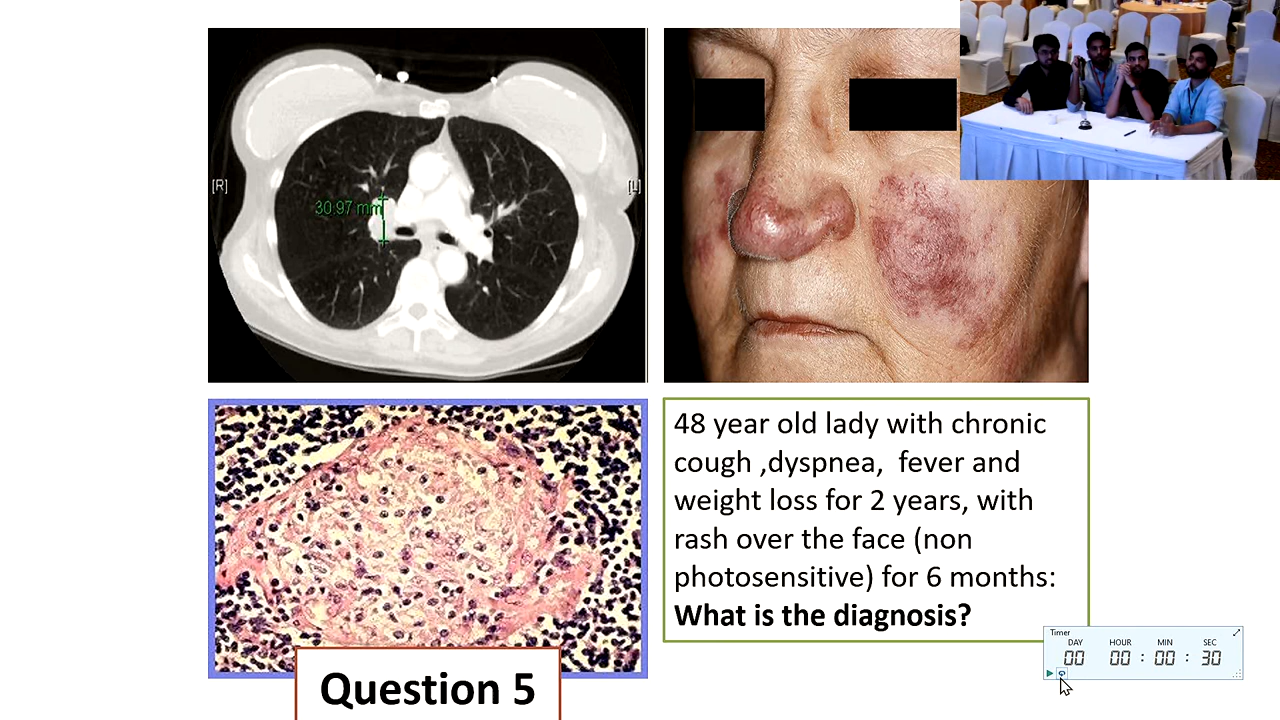 [R]
[L]
30.97 mm
48 year old lady with chronic
cough ,dyspnea, fever and
weight loss for 2 years, with
rash over the face (non
photosensitive) for 6 months:
What is the diagnosis?
Question 5
Timer
DAY HOUR MIN SEC
00 00 : 00 : 30